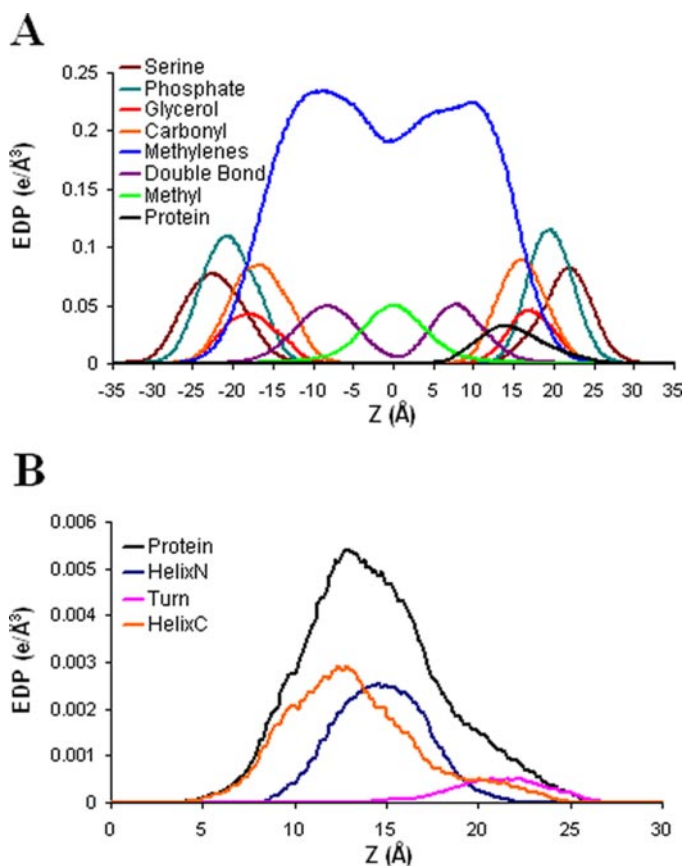 A
EDP (e/Å³)
0.25
0.2
0.15
0.1
0.05
0
Serine
Phosphate
Glycerol
Carbonyl
Methylenes
Double Bond
Methyl
Protein
-35 -30 -25 -20 -15 -10 -5 0 5 10 15 20 25 30 35
Z (Å)
B
EDP (e/Å³)
0.006
0.005
0.004
0.003
0.002
0.001
0
Protein
HelixN
Turn
HelixC
0 5 10 15 20 25 30
Z (Å)